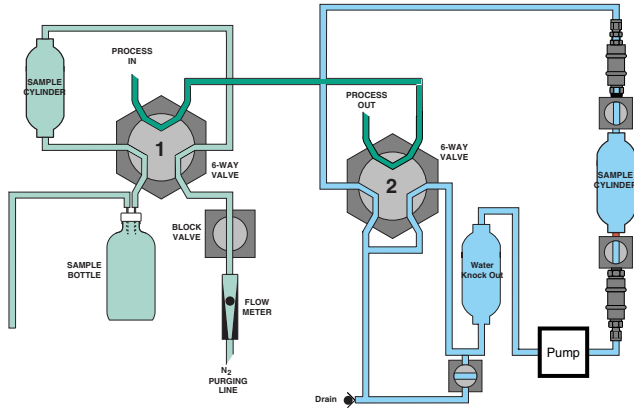 PROCESS
IN
SAMPLE
CYLINDER
1
6-WAY
VALVE
BLOCK
VALVE
SAMPLE
BOTTLE
FLOW
METER
N2
PURGING
LINE
PROCESS
OUT
2
6-WAY
VALVE
SAMPLE
CYLINDER
Water
Knock Out
Pump
Drain